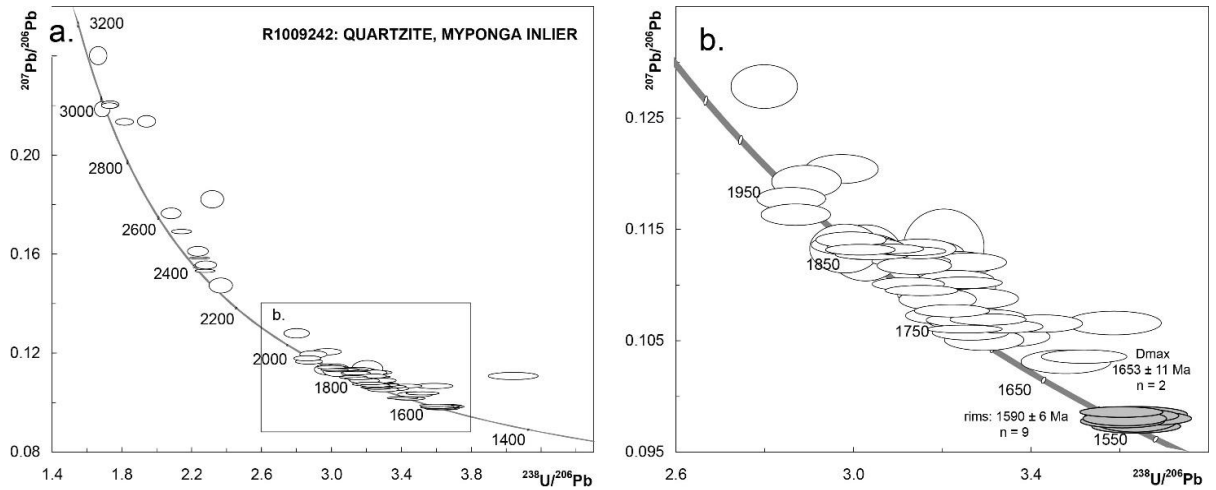 a.
R1009242: QUARTZITE, MYPONGA INLIER
207Pb/206Pb
3200
3000
0.20
2800
2600
0.16
2400
2200
b.
0.12
2000
1800
1600
1400
0.08
1.4 1.8 2.2 2.6 3.0 3.4 3.8
238U/206Pb
b.
207Pb/206Pb
0.125
1950
0.115
1850
1750
0.105
Dmax
1653 ± 11 Ma
n = 2
1650
rims: 1590 ± 6 Ma
n = 9
1550
0.095
2.6 3.0 3.4
238U/206Pb